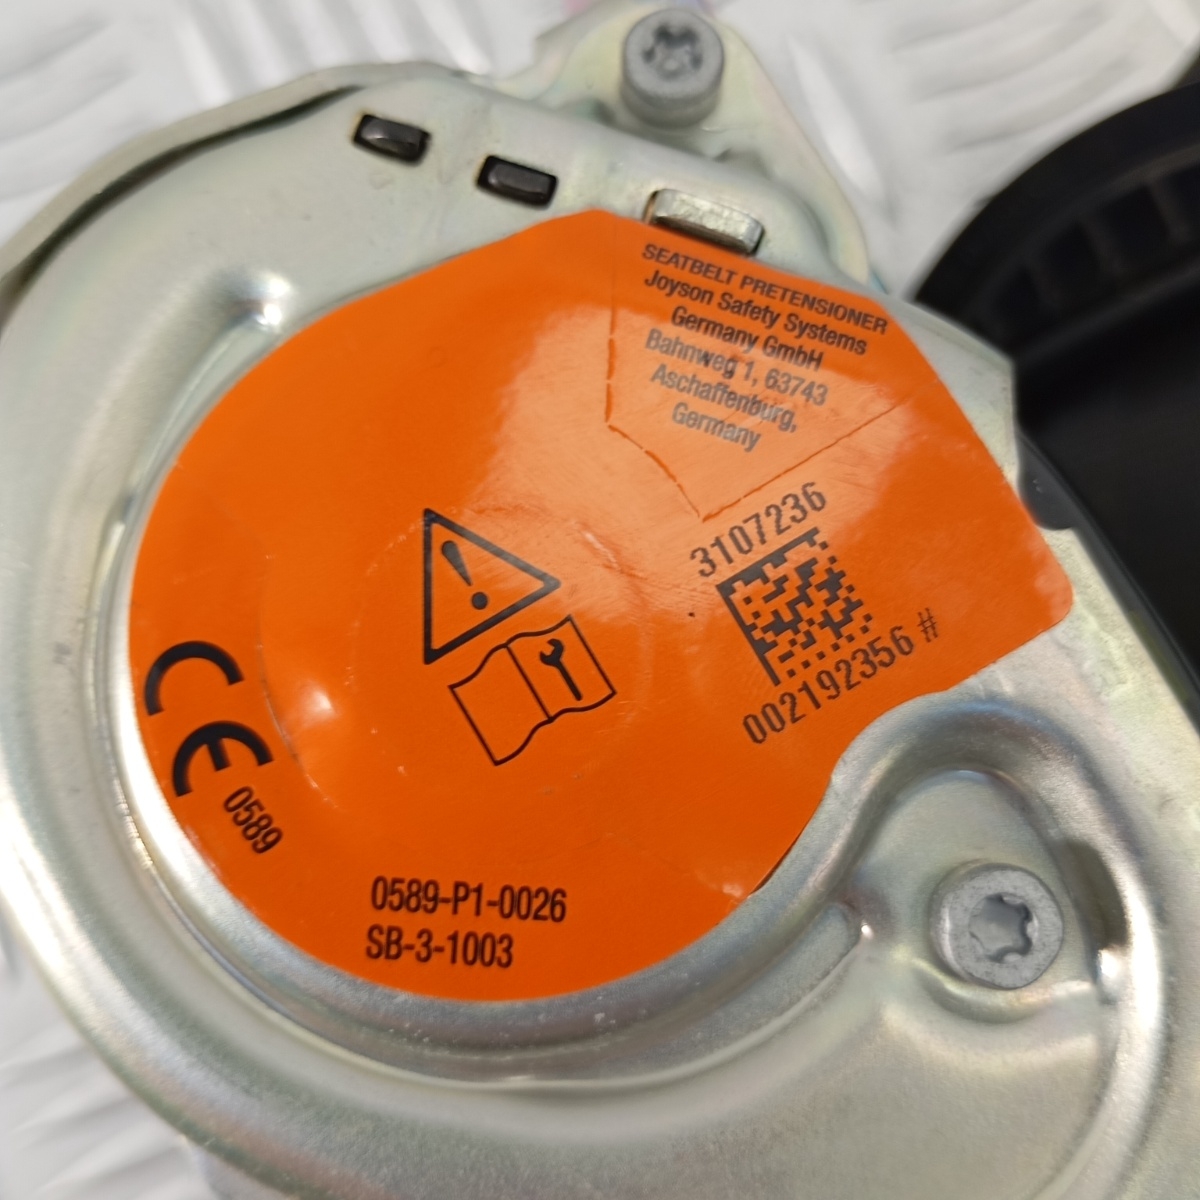 SEATBELT PRETENSIONER
Joyson Safety Systems
Germany GmbH
Bahnweg 1, 63743
Aschaffenburg,
Germany
3107236
002192356 #
CE 0589
0589-P1-0026
SB-3-1003